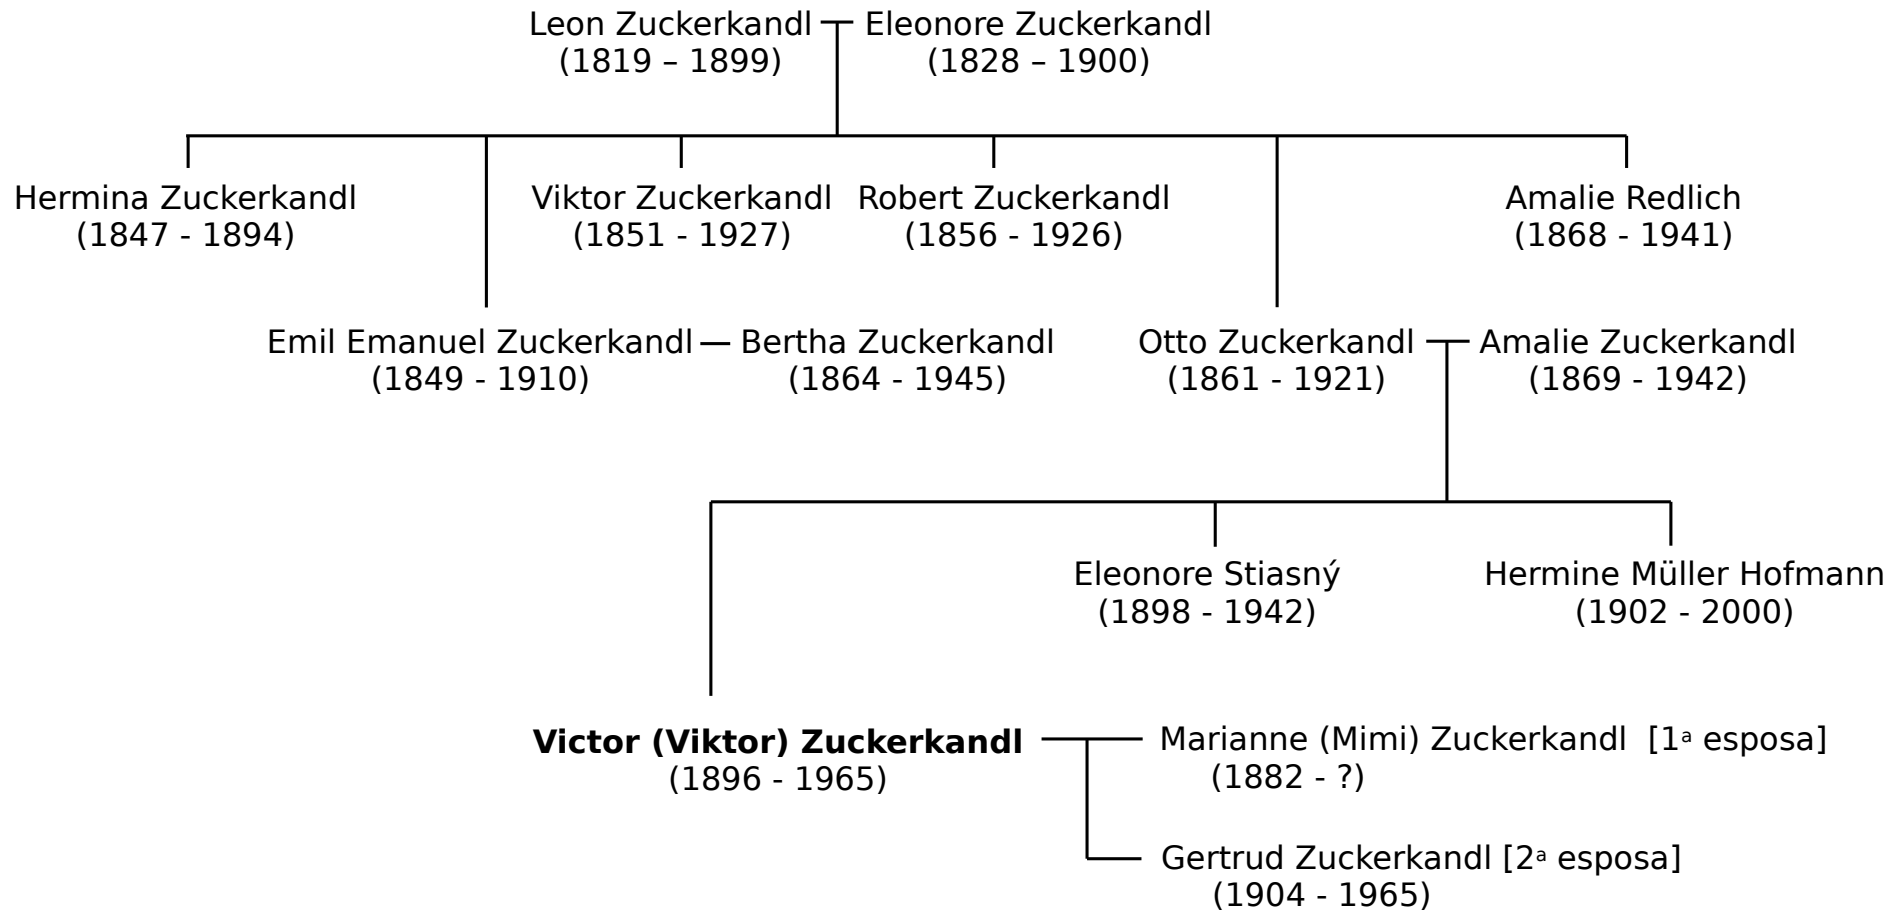 Leon Zuckerkandl Eleonore Zuckerkandl
(1819 – 1899) (1828 – 1900)
Hermina Zuckerkandl Viktor Zuckerkandl Robert Zuckerkandl Amalie Redlich
(1847 - 1894) (1851 - 1927) (1856 - 1926) (1868 - 1941)
Emil Emanuel Zuckerkandl Bertha Zuckerkandl Otto Zuckerkandl Amalie Zuckerkandl
(1849 - 1910) (1864 - 1945) (1861 - 1921) (1869 - 1942)
Eleonore Stiasný Hermine Müller Hofmann
(1898 - 1942) (1902 - 2000)
Victor (Viktor) Zuckerkandl Marianne (Mimi) Zuckerkandl [1ª esposa]
(1896 - 1965) (1882 - ?)
Gertrud Zuckerkandl [2ª esposa]
(1904 - 1965)